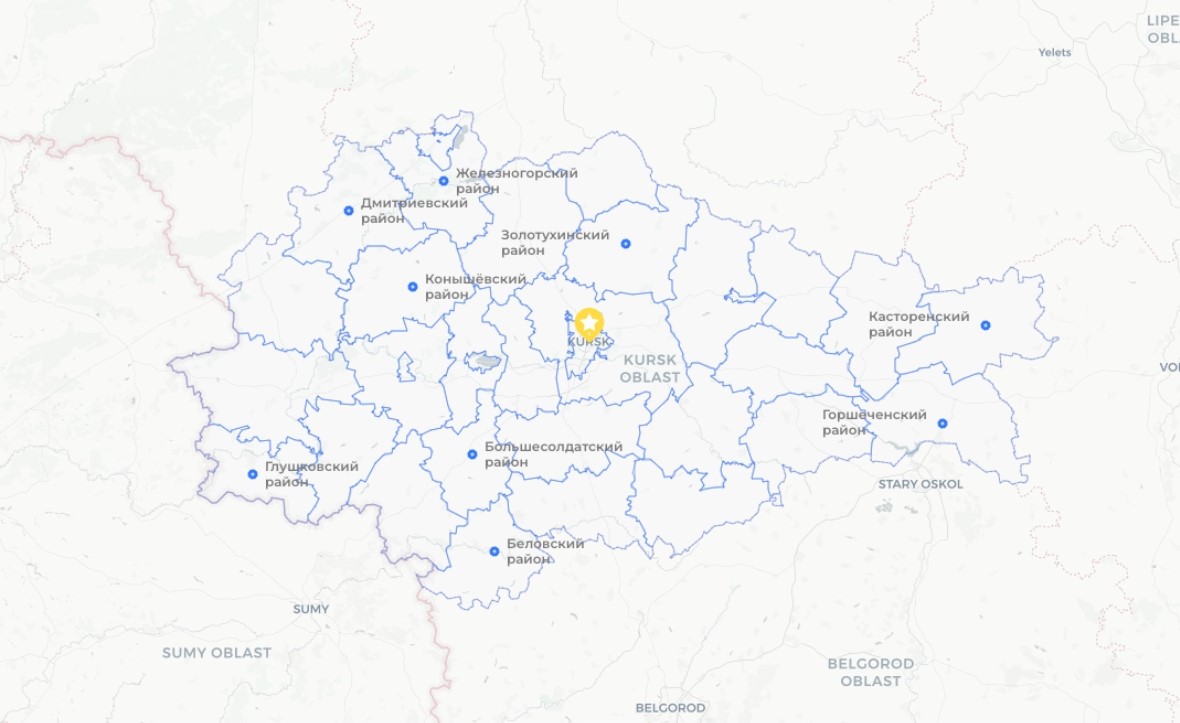 LIPE
OBL
Yelets
Железногорский
район
Дмитриевский
район
Золотухинский
район
Конышёвский
район
Касторенский
район
KURSK
KURSK
OBLAST
VO
Горшеченский
район
Большесолдатский
район
Глушковский
район
STARY OSKOL
Беловский
район
SUMY
SUMY OBLAST
BELGOROD
OBLAST
BELGOROD